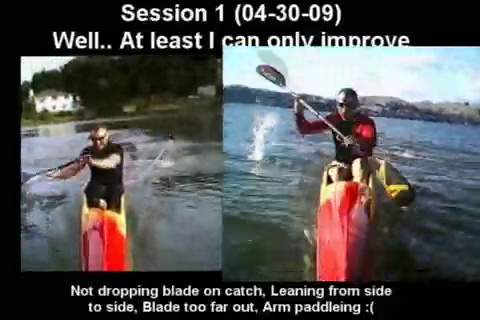 Session 1 (04-30-09)
Well.. At least I can only improve
Not dropping blade on catch, Leaning from side
to side, Blade too far out, Arm paddleing :(